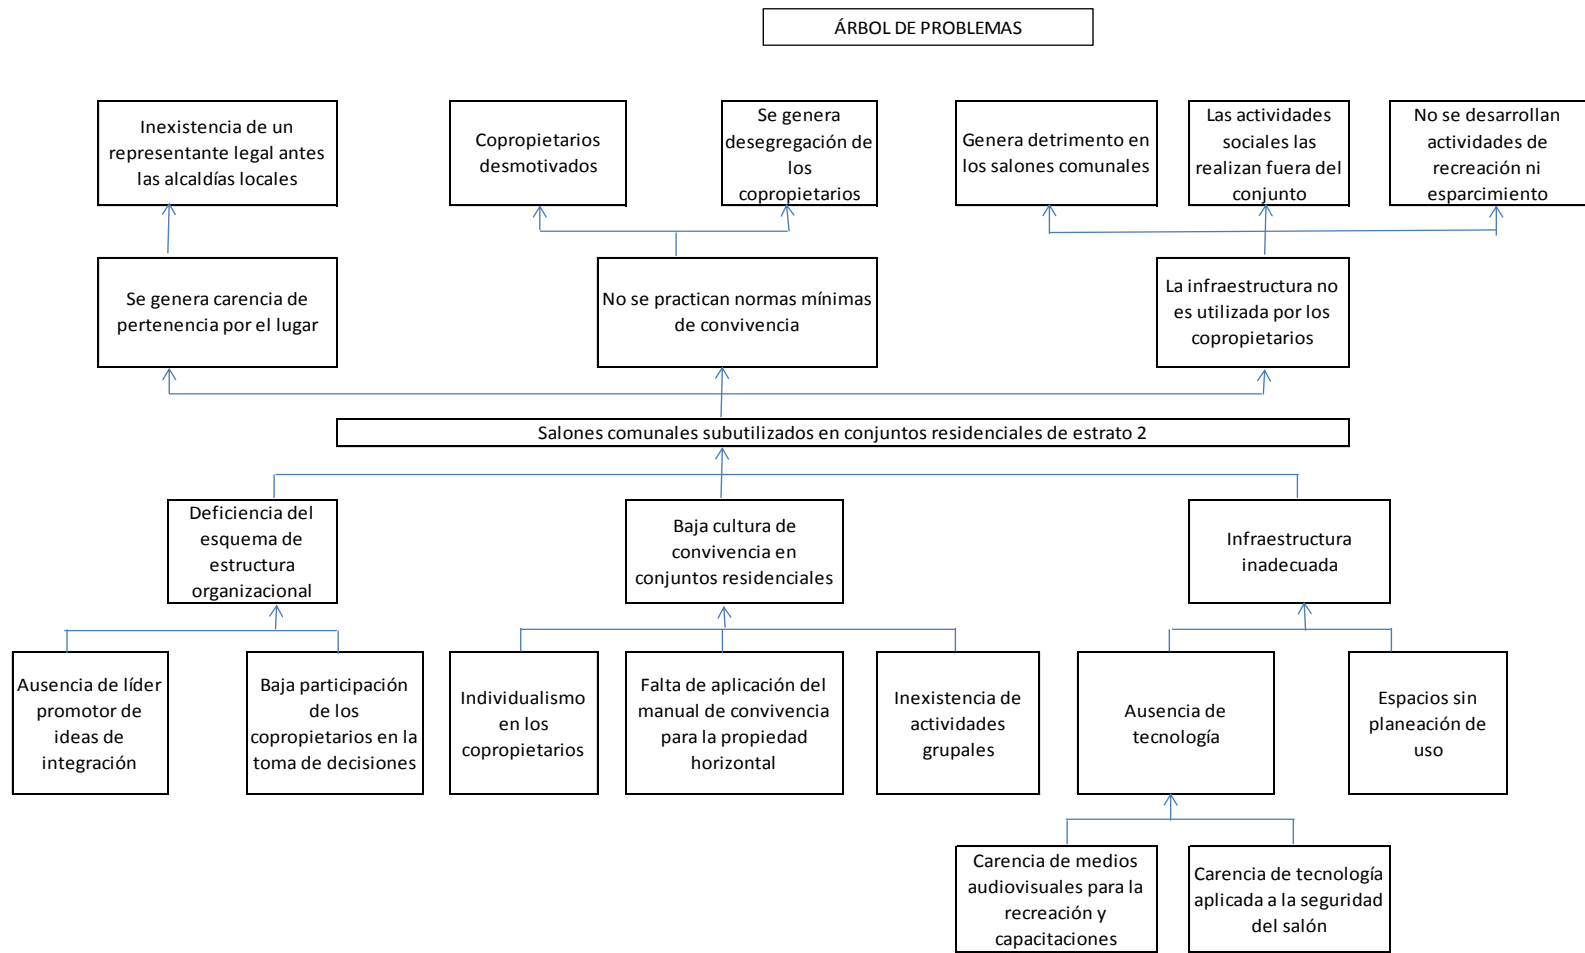 ÁRBOL DE PROBLEMAS
Inexistencia de un
representante legal antes
las alcaldías locales
Copropietarios
desmotivados
Se genera
desegregación de
los
copropietarios
Genera detrimento en
los salones comunales
Las actividades
sociales las
realizan fuera del
conjunto
No se desarrollan
actividades de
recreación ni
esparcimiento
Se genera carencia de
pertenencia por el lugar
No se practican normas mínimas
de convivencia
La infraestructura no
es utilizada por los
copropietarios
Salones comunales subutilizados en conjuntos residenciales de estrato 2
Deficiencia del
esquema de
estructura
organizacional
Baja cultura de
convivencia en
conjuntos residenciales
Infraestructura
inadecuada
Ausencia de líder
promotor de
ideas de
integración
Baja participación
de los
copropietarios en la
toma de decisiones
Individualismo
en los
copropietarios
Falta de aplicación del
manual de convivencia
para la propiedad
horizontal
Inexistencia de
actividades
grupales
Ausencia de
tecnología
Espacios sin
planeación de
uso
Carencia de medios
audiovisuales para la
recreación y
capacitaciones
Carencia de tecnología
aplicada a la seguridad
del salón